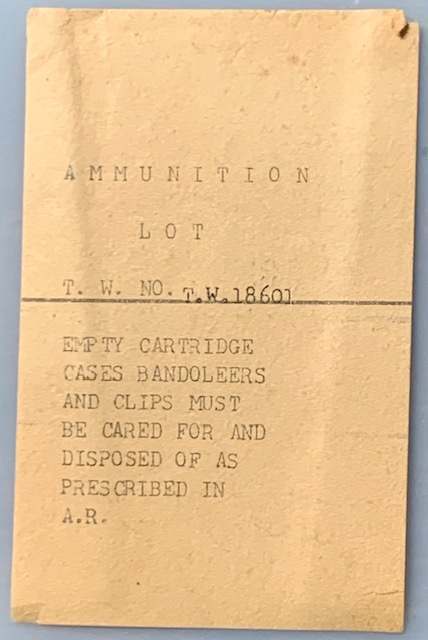 AMMUNITION
LOT
T. W. NO. T.W.18601
EMPTY CARTRIDGE
CASES BANDOLEERS
AND CLIPS MUST
BE CARED FOR AND
DISPOSED OF AS
PRESCRIBED IN
A.R.